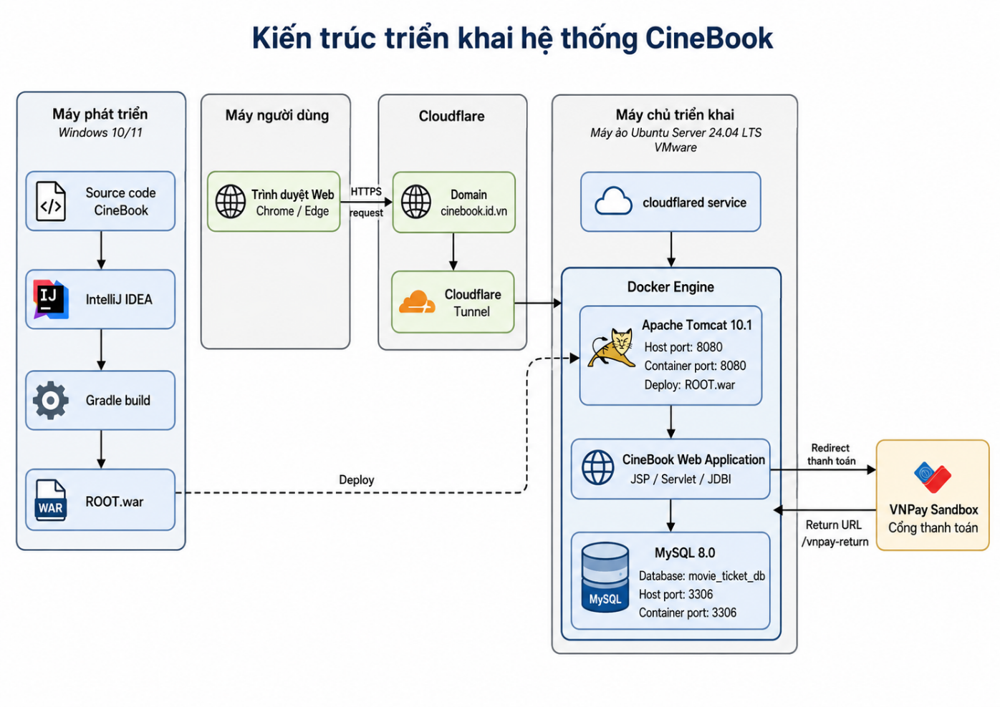 Kiến trúc triển khai hệ thống CineBook
Máy phát triển
Windows 10/11
Source code
CineBook
IJ
IntelliJ IDEA
Gradle build
WAR
ROOT.war
Máy người dùng
Trình duyệt Web
Chrome / Edge
HTTPS
request
Cloudflare
Domain
cinebook.id.vn
Cloudflare
Tunnel
Deploy
Máy chủ triển khai
Máy ảo Ubuntu Server 24.04 LTS
VMware
cloudflared service
Docker Engine
Apache Tomcat 10.1
Host port: 8080
Container port: 8080
Deploy: ROOT.war
CineBook Web Application
JSP / Servlet / JDBI
MySQL 8.0
MySQL
Database: movie_ticket_db
Host port: 3306
Container port: 3306
Redirect
thanh toán
Return URL
/vnpay-return
VNPay Sandbox
Cổng thanh toán